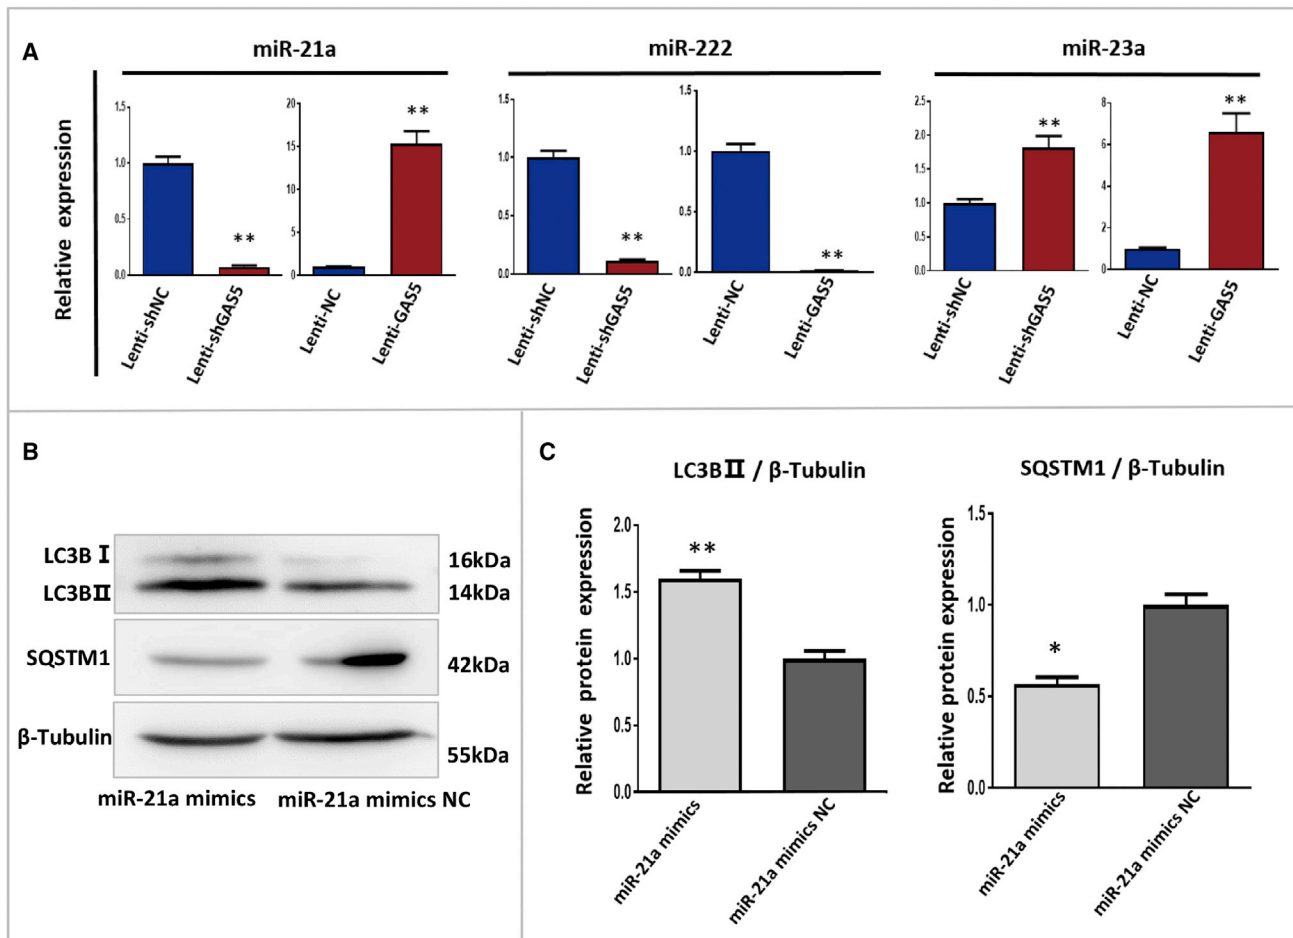 A
miR-21a
miR-222
miR-23a
Relative expression
1.5
1.0
0.5
0.0
**
Lenti-shNC
Lenti-shGAS5
20
15
10
5
0
**
Lenti-NC
Lenti-GAS5
1.5
1.0
0.5
0.0
**
Lenti-shNC
Lenti-shGAS5
1.5
1.0
0.5
0.0
**
Lenti-NC
Lenti-GAS5
2.5
2.0
1.5
1.0
0.5
0.0
**
Lenti-shNC
Lenti-shGAS5
8
6
4
2
0
**
Lenti-NC
Lenti-GAS5
B
LC3B I
16kDa
LC3BII
14kDa
SQSTM1
42kDa
β-Tubulin
55kDa
miR-21a mimics
miR-21a mimics NC
C
LC3BII / β-Tubulin
Relative protein expression
2.0
1.5
1.0
0.5
0.0
**
miR-21a mimics
miR-21a mimics NC
SQSTM1 / β-Tubulin
Relative protein expression
1.5
1.0
0.5
0.0
*
miR-21a mimics
miR-21a mimics NC